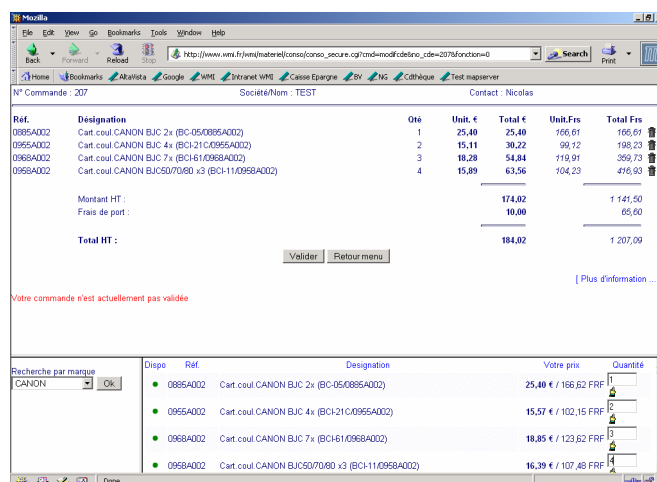 Mozilla
File Edit View Go Bookmarks Tools Window Help
Back Forward Reload Stop http://www.wmi.fr/wmi/materiel/conso/conso_secure.cgi?cmd=modifcde&no_cde=207&fonction=0 Search Print
Home Bookmarks AltaVista Google WMI Intranet WMI Caisse Epargne BV NG Cdthèque Test mapserver
N° Commande : 207 Société/Nom : TEST Contact : Nicolas
Réf. Désignation Qté Unit. € Total € Unit.Frs Total Frs
0885A002 Cart.coul.CANON BJC 2x (BC-05/0885A002) 1 25,40 25,40 166,61 166,61
0955A002 Cart.coul.CANON BJC 4x (BCI-21C/0955A002) 2 15,11 30,22 99,12 198,23
0968A002 Cart.coul.CANON BJC 7x (BCI-61/0968A002) 3 18,28 54,84 119,91 359,73
0958A002 Cart.coul.CANON BJC50/70/80 x3 (BCI-11/0958A002) 4 15,89 63,56 104,23 416,93
Montant HT : 174,02 1 141,50
Frais de port : 10,00 65,60
Total HT : 184,02 1 207,09
Valider Retour menu
[ Plus d'information ...
Votre commande n'est actuellement pas validée
Recherche par marque
CANON Ok
Dispo Réf. Designation Votre prix Quantité
0885A002 Cart.coul.CANON BJC 2x (BC-05/0885A002) 25,40 € / 166,62 FRF 1
0955A002 Cart.coul.CANON BJC 4x (BCI-21C/0955A002) 15,57 € / 102,15 FRF 2
0968A002 Cart.coul.CANON BJC 7x (BCI-61/0968A002) 18,85 € / 123,62 FRF 3
0958A002 Cart.coul.CANON BJC50/70/80 x3 (BCI-11/0958A002) 16,39 € / 107,48 FRF 4
Done